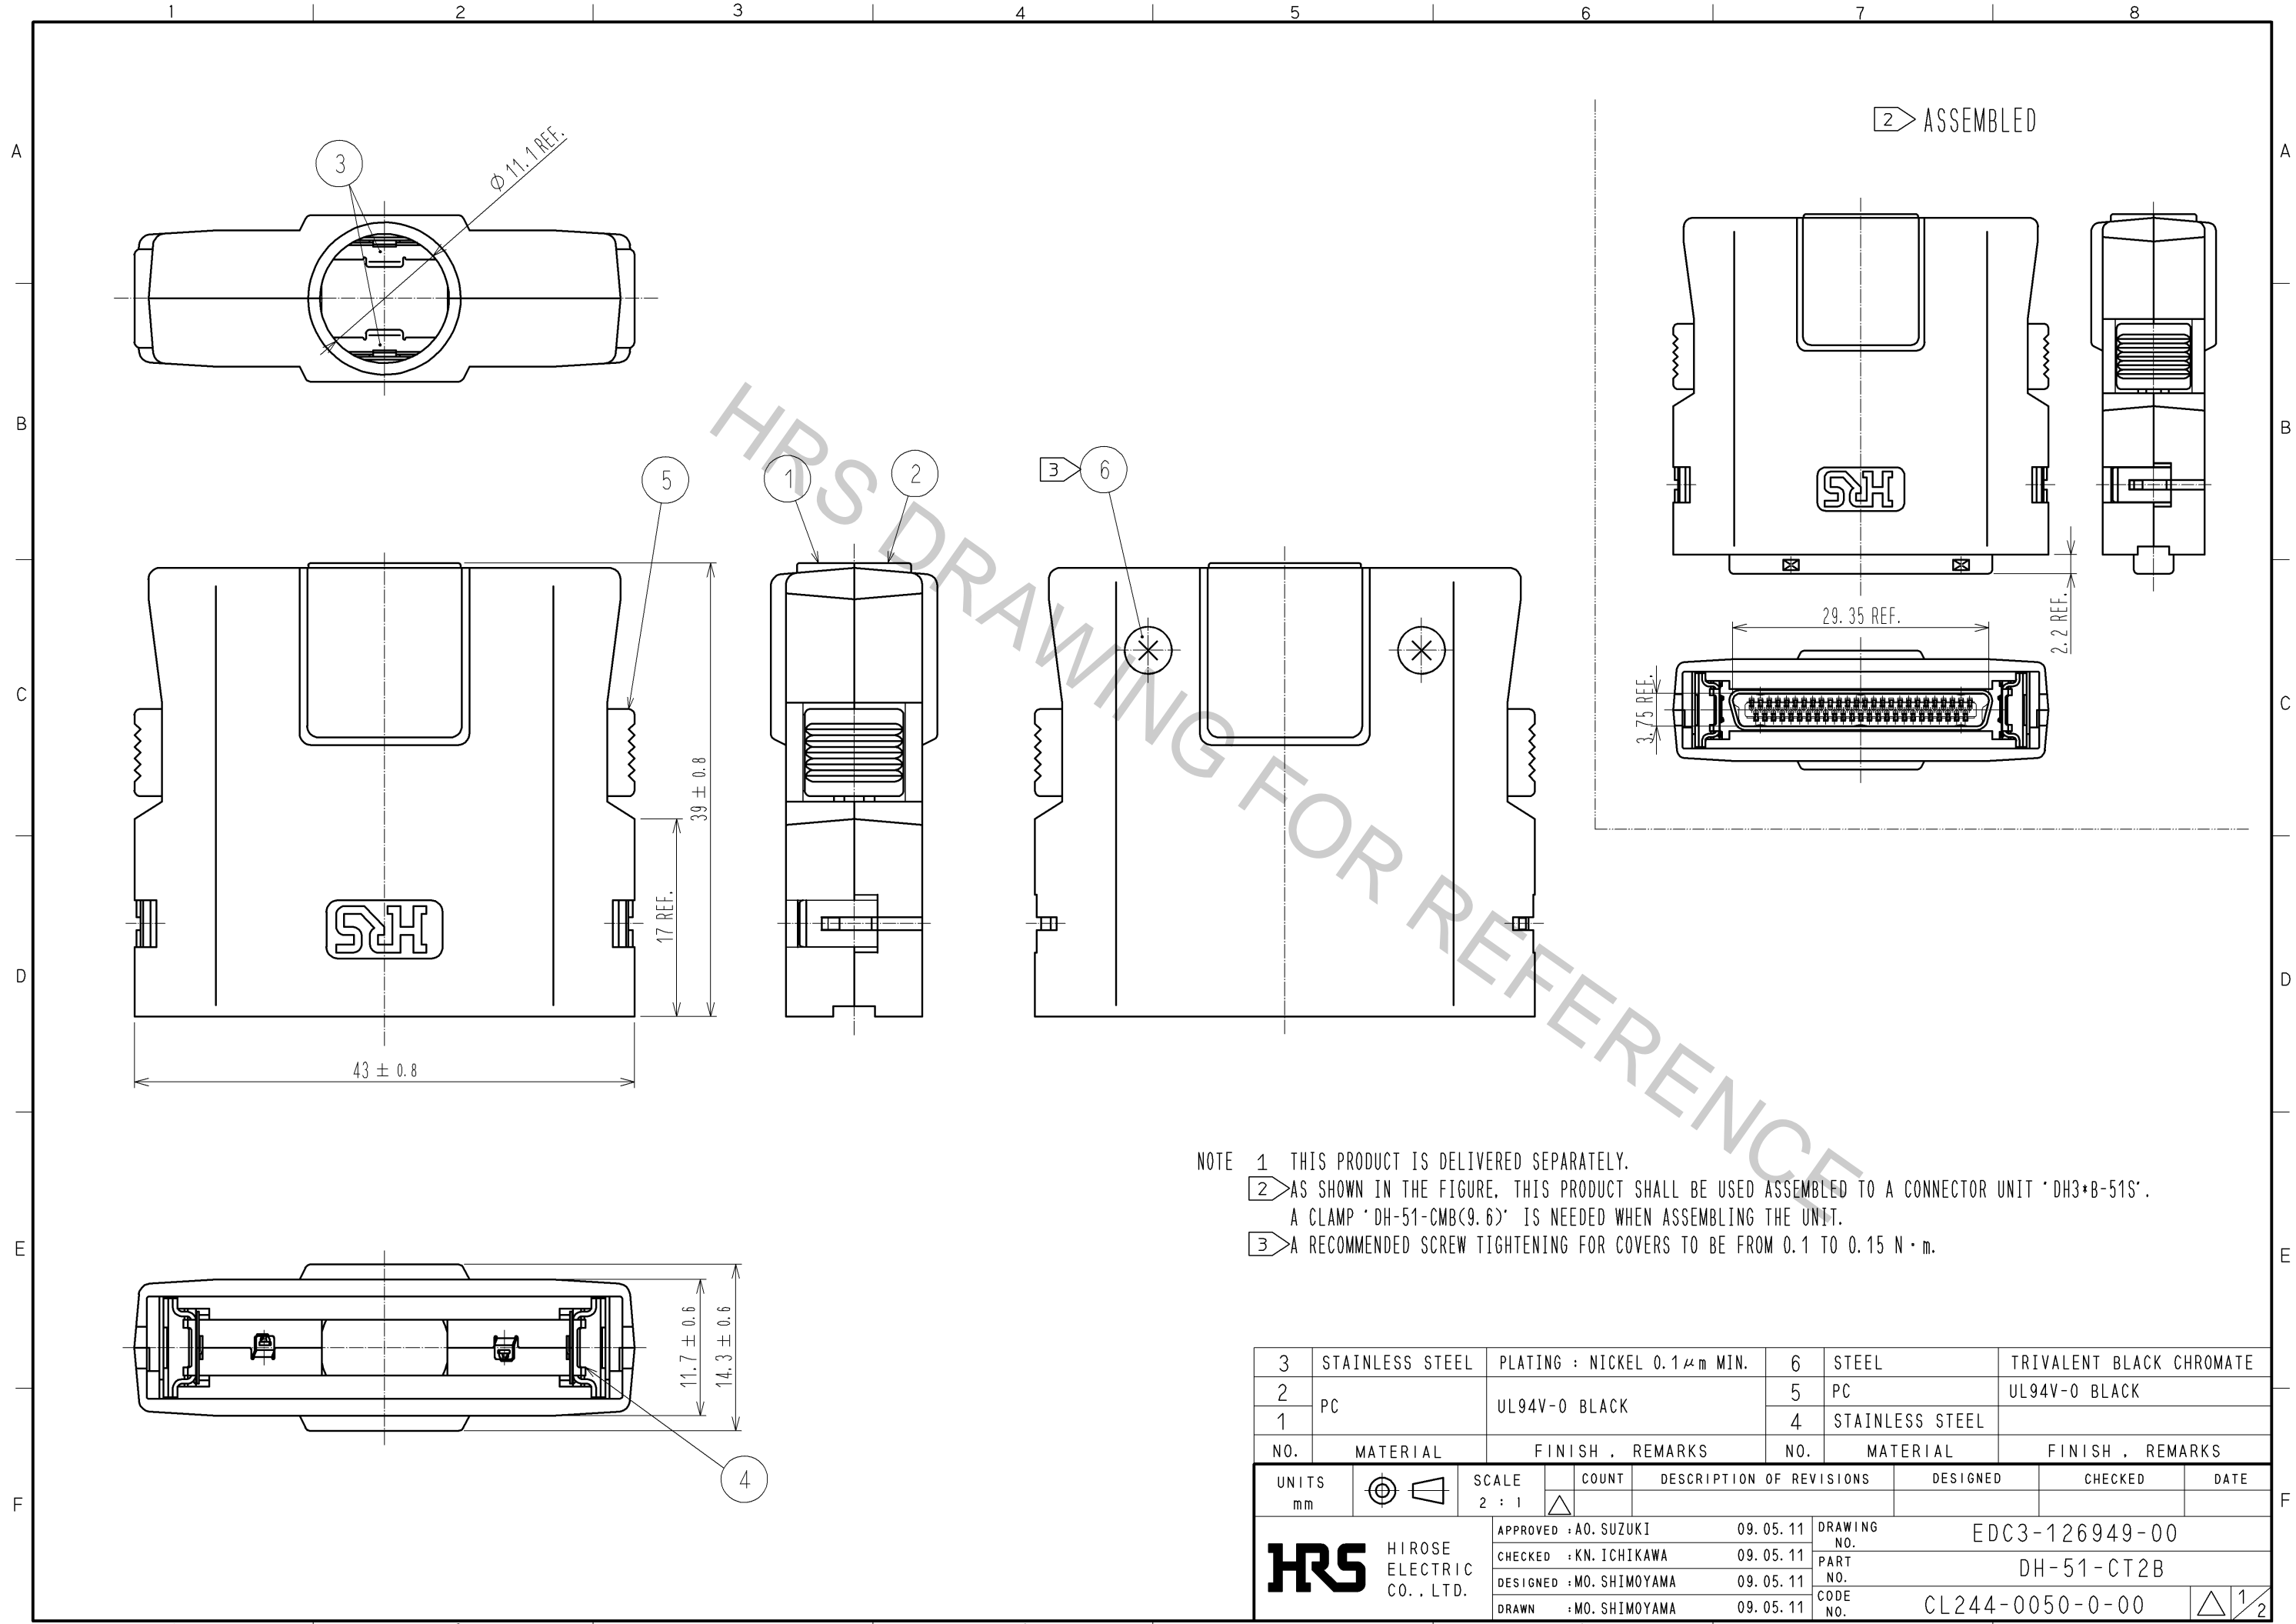 1 2 3 4 5 6 7 8
A A
B B
C C
D D
E E
F F
2 ASSEMBLED
3
Φ 11.1 REF.
5
1
2
3 6
HRS
39 ± 0.8
17 REF.
43 ± 0.8
HRS
29.35 REF.
2.2 REF.
3.75 REF.
11.7 ± 0.6
14.3 ± 0.6
4
HRS DRAWING FOR REFERENCE
NOTE 1 THIS PRODUCT IS DELIVERED SEPARATELY.
2 AS SHOWN IN THE FIGURE, THIS PRODUCT SHALL BE USED ASSEMBLED TO A CONNECTOR UNIT "DH3*B-51S".
A CLAMP "DH-51-CMB(9.6)" IS NEEDED WHEN ASSEMBLING THE UNIT.
3 A RECOMMENDED SCREW TIGHTENING FOR COVERS TO BE FROM 0.1 TO 0.15 N・m.
3 STAINLESS STEEL PLATING : NICKEL 0.1μm MIN. 6 STEEL TRIVALENT BLACK CHROMATE
2 PC UL94V-0 BLACK 5 PC UL94V-0 BLACK
1 4 STAINLESS STEEL
NO. MATERIAL FINISH , REMARKS NO. MATERIAL FINISH , REMARKS
UNITS mm SCALE 2 : 1 COUNT DESCRIPTION OF REVISIONS DESIGNED CHECKED DATE
HRS HIROSE ELECTRIC CO., LTD.
APPROVED : AO. SUZUKI 09.05.11
CHECKED : KN. ICHIKAWA 09.05.11
DESIGNED : MO. SHIMOYAMA 09.05.11
DRAWN : MO. SHIMOYAMA 09.05.11
DRAWING NO. EDC3-126949-00
PART NO. DH-51-CT2B
CODE NO. CL244-0050-0-00 1/2